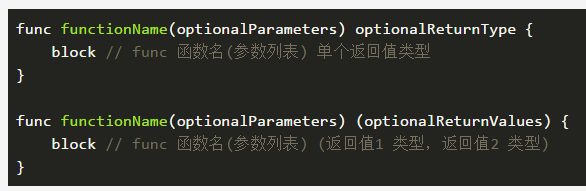 func functionName(optionalParameters) optionalReturnType {
    block // func 函数名(参数列表) 单个返回值类型
}

func functionName(optionalParameters) (optionalReturnValues) {
    block // func 函数名(参数列表) (返回值1 类型，返回值2 类型)
}